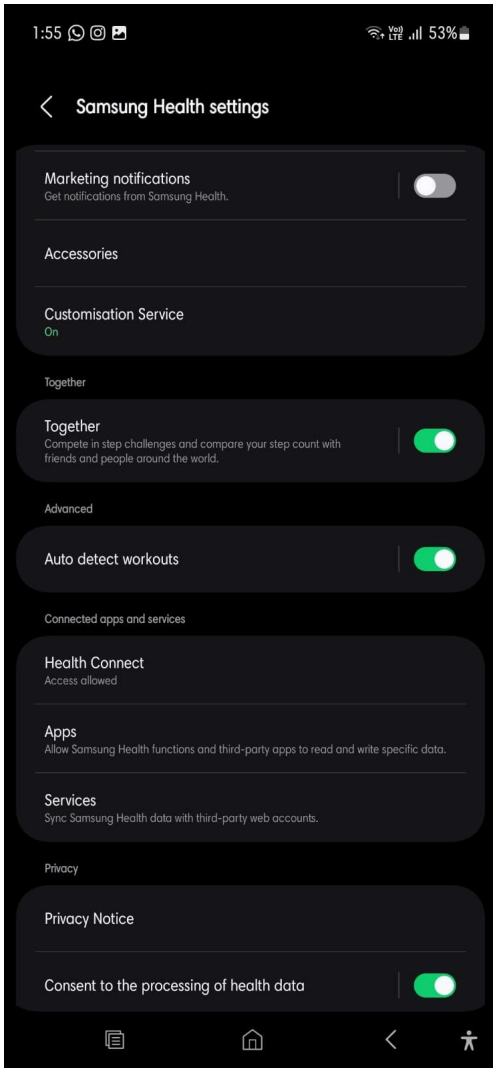 1:55 Vo)) LTE 53%
Samsung Health settings
Marketing notifications
Get notifications from Samsung Health.
Accessories
Customisation Service
On
Together
Together
Compete in step challenges and compare your step count with
friends and people around the world.
Advanced
Auto detect workouts
Connected apps and services
Health Connect
Access allowed
Apps
Allow Samsung Health functions and third-party apps to read and write specific data.
Services
Sync Samsung Health data with third-party web accounts.
Privacy
Privacy Notice
Consent to the processing of health data